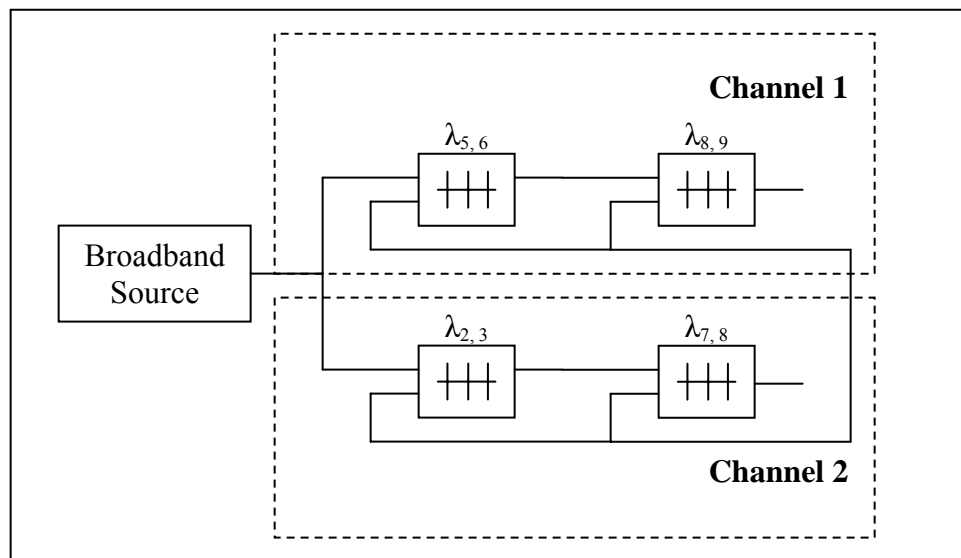 Channel 1
λ5, 6
λ8, 9
Broadband
Source
λ2, 3
λ7, 8
Channel 2